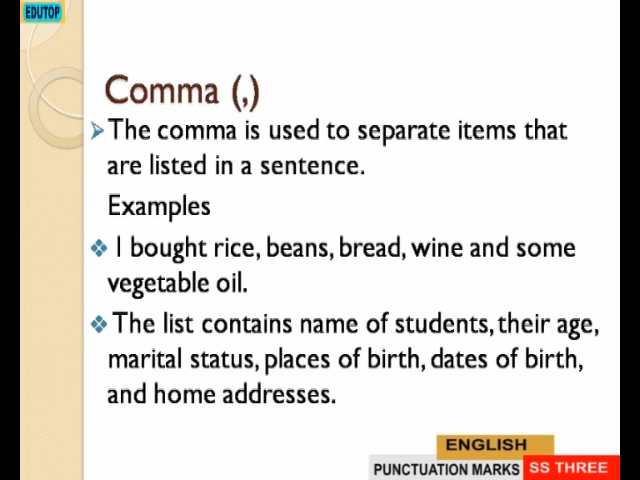 EDUTOP
Comma (,)
The comma is used to separate items that
are listed in a sentence.
Examples
I bought rice, beans, bread, wine and some
vegetable oil.
The list contains name of students, their age,
marital status, places of birth, dates of birth,
and home addresses.
ENGLISH
PUNCTUATION MARKS SS THREE